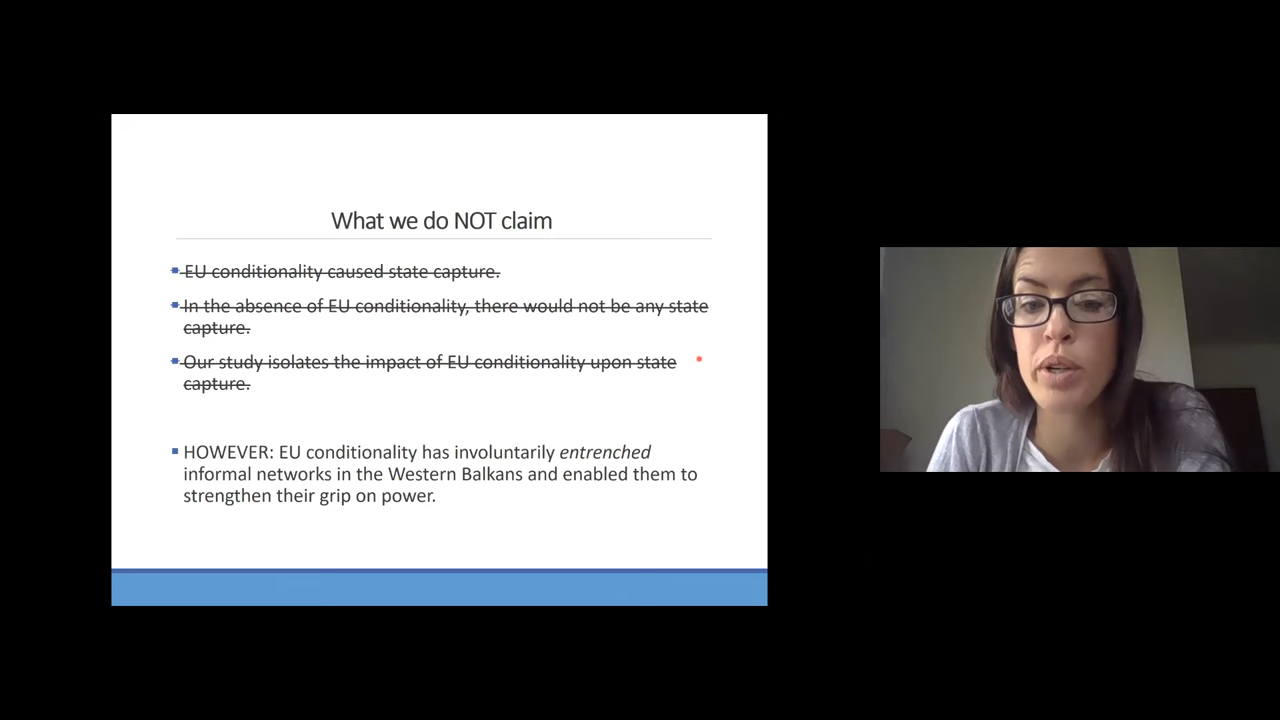 What we do NOT claim
EU conditionality caused state capture.
In the absence of EU conditionality, there would not be any state
capture.
Our study isolates the impact of EU conditionality upon state
capture.
HOWEVER: EU conditionality has involuntarily entrenched
informal networks in the Western Balkans and enabled them to
strengthen their grip on power.